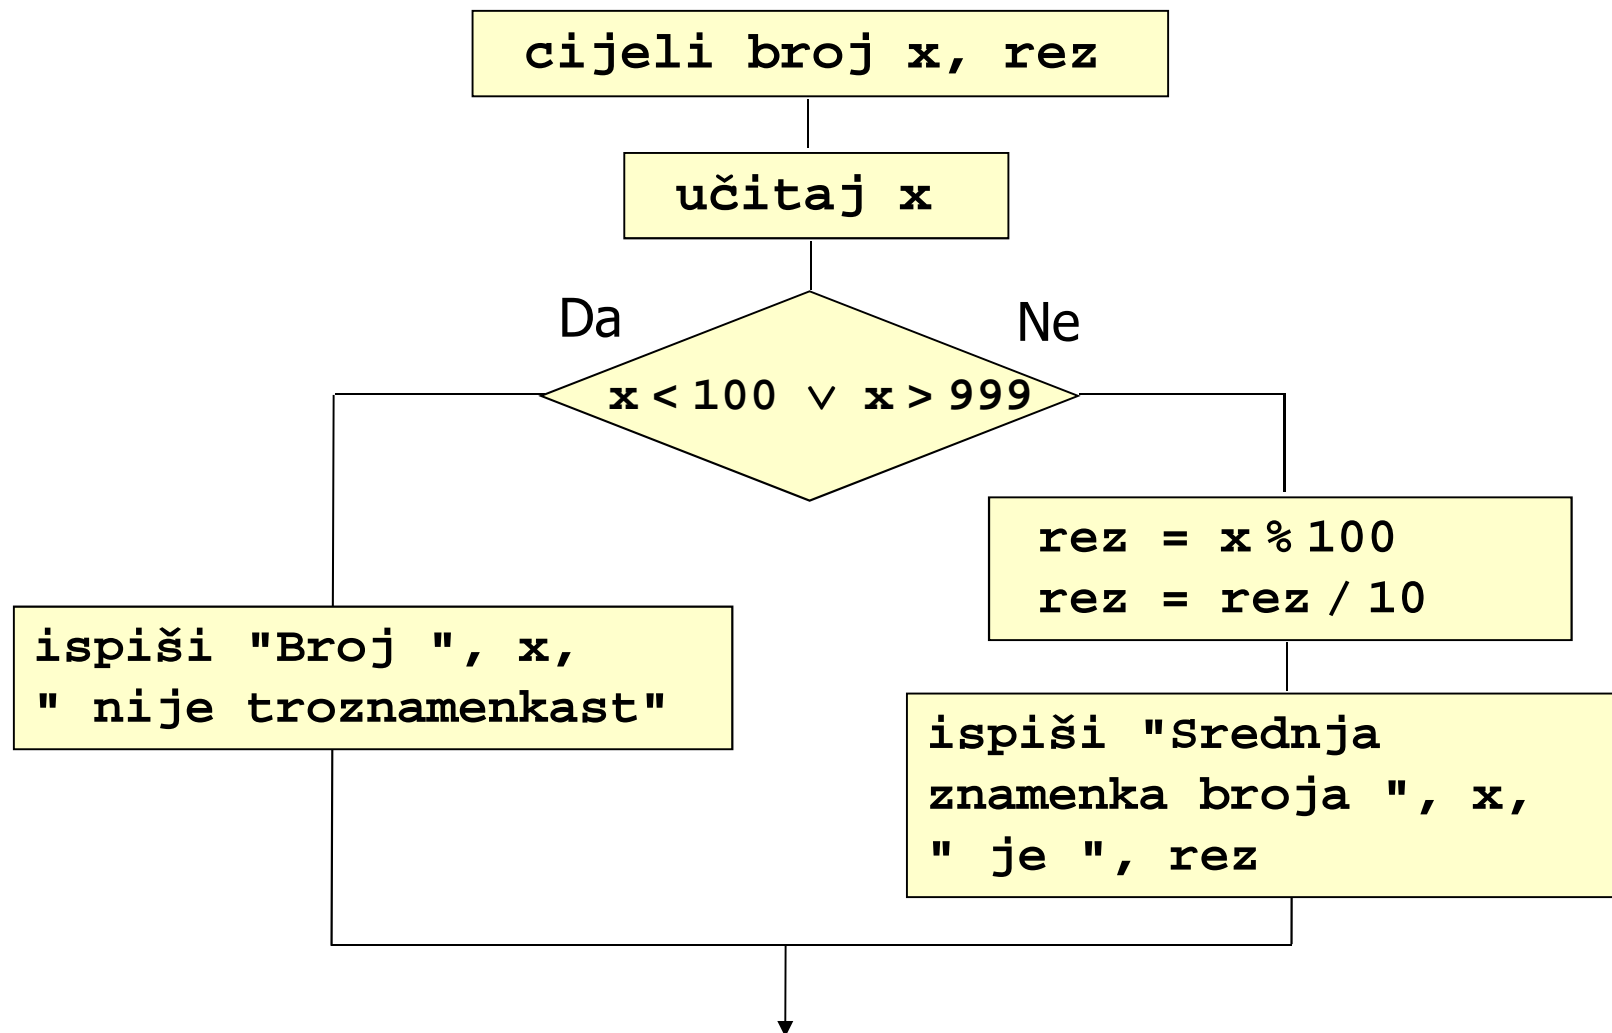 cijeli broj x, rez
učitaj x
Da
Ne
x < 100 ∨ x > 999
rez = x % 100
rez = rez / 10
ispiši "Broj ", x,
" nije troznamenkast"
ispiši "Srednja
znamenka broja ", x,
" je ", rez